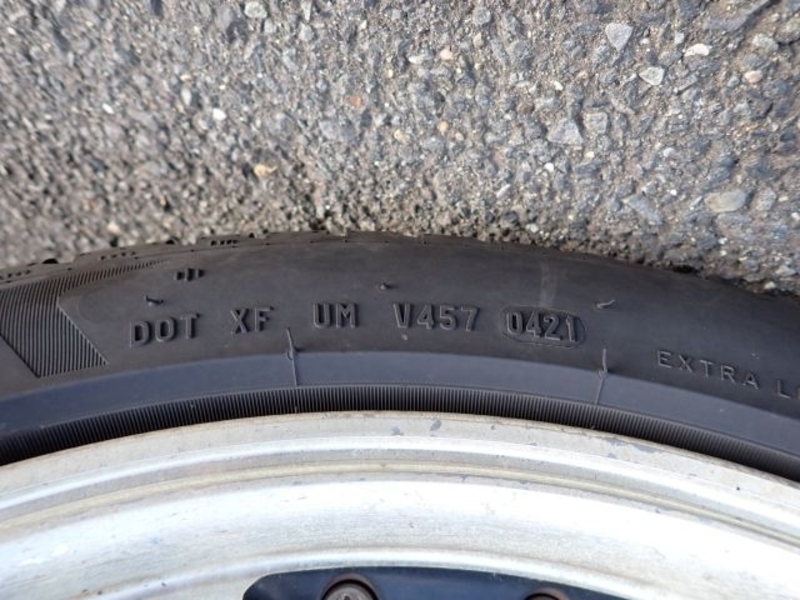 DOT XF UM V457 0421
EXTRA